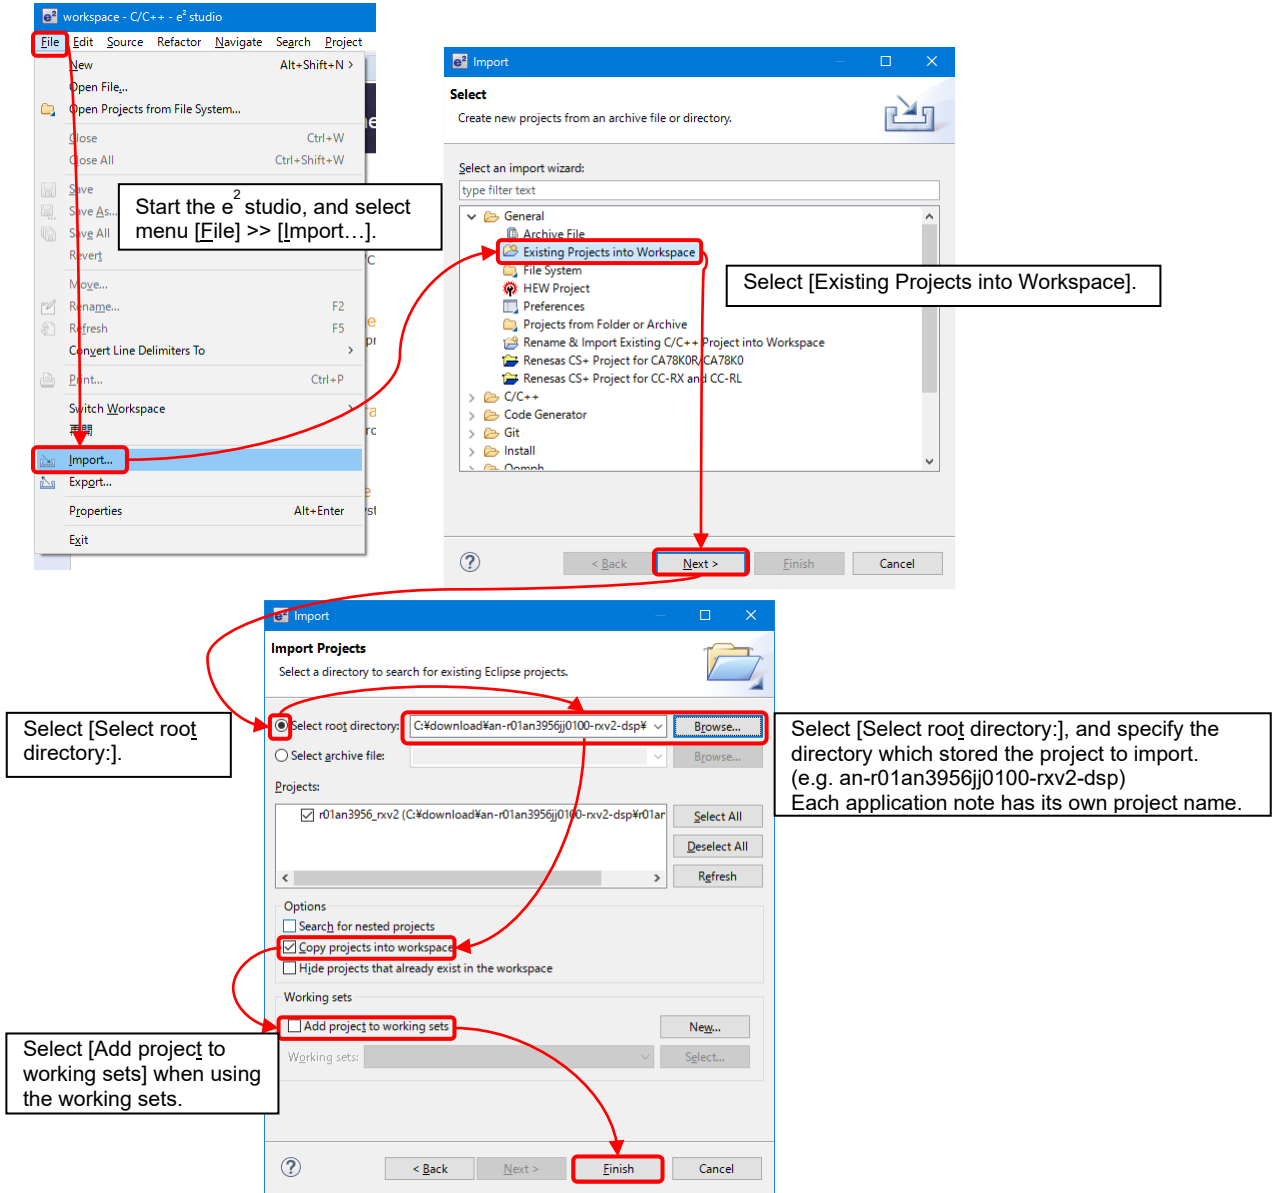 workspace - C/C++ - e² studio
File Edit Source Refactor Navigate Search Project
New Alt+Shift+N >
Open File...
Open Projects from File System...
Close Ctrl+W
Close All Ctrl+Shift+W
Save
Save As...
Save All
Revert
Move...
Rename... F2
Refresh F5
Convert Line Delimiters To >
Print... Ctrl+P
Switch Workspace
再開
Import...
Export...
Properties Alt+Enter
Exit
Start the e² studio, and select
menu [File] >> [Import…].
e² Import
Select
Create new projects from an archive file or directory.
Select an import wizard:
type filter text
General
Archive File
Existing Projects into Workspace
File System
HEW Project
Preferences
Projects from Folder or Archive
Rename & Import Existing C/C++ Project into Workspace
Renesas CS+ Project for CA78K0R/CA78K0
Renesas CS+ Project for CC-RX and CC-RL
C/C++
Code Generator
Git
Install
Oomph
< Back Next > Finish Cancel
Select [Existing Projects into Workspace].
e² Import
Import Projects
Select a directory to search for existing Eclipse projects.
Select root directory: C:¥download¥an-r01an3956jj0100-rxv2-dsp¥ Browse...
Select archive file: Browse...
Projects:
r01an3956_rxv2 (C:¥download¥an-r01an3956jj0100-rxv2-dsp¥r01an
Select All
Deselect All
Refresh
Options
Search for nested projects
Copy projects into workspace
Hide projects that already exist in the workspace
Working sets
Add project to working sets New...
Working sets: Select...
< Back Next > Finish Cancel
Select [Select root
directory:].
Select [Select root directory:], and specify the
directory which stored the project to import.
(e.g. an-r01an3956jj0100-rxv2-dsp)
Each application note has its own project name.
Select [Add project to
working sets] when using
the working sets.